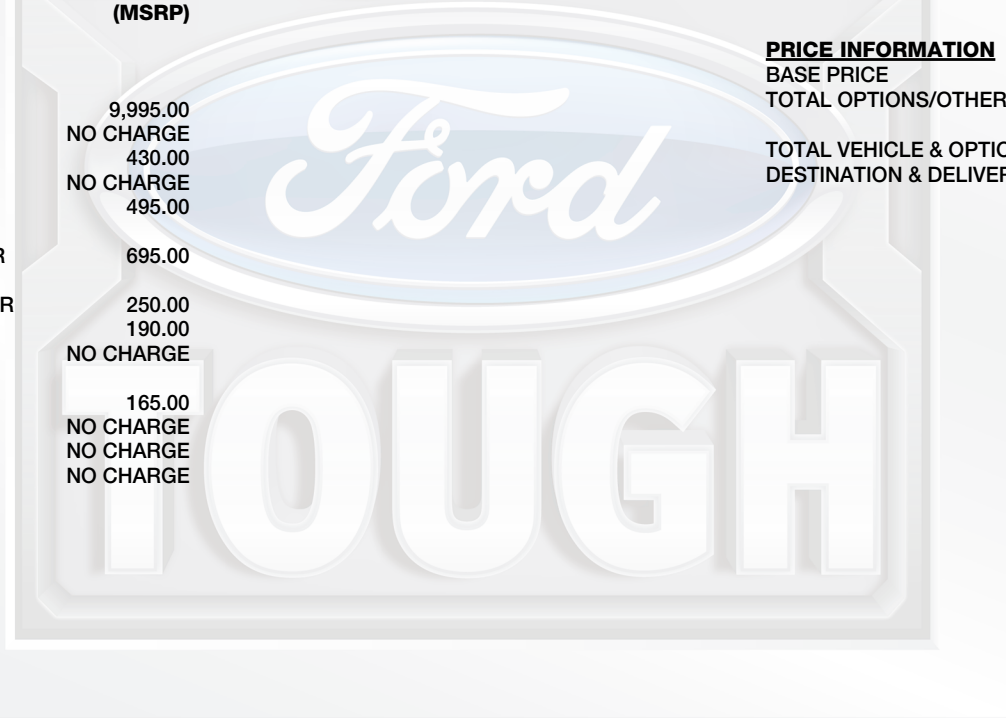 (MSRP)
9,995.00
NO CHARGE
430.00
NO CHARGE
495.00
R 695.00
R 250.00
190.00
NO CHARGE
165.00
NO CHARGE
NO CHARGE
NO CHARGE
Ford
TOUGH
PRICE INFORMATION
BASE PRICE
TOTAL OPTIONS/OTHER
TOTAL VEHICLE & OPTIO
DESTINATION & DELIVER